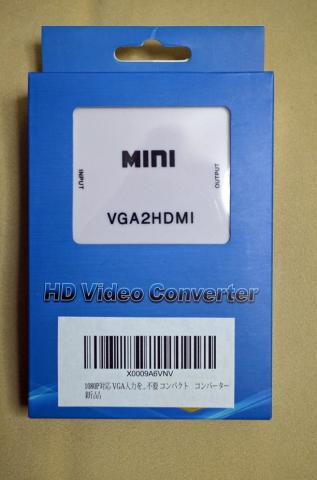 MINI
INPUT
OUTPUT
VGA2HDMI
HD Video Converter
X0009A6VNV
1080P対応 VGA入力を...不要 コンパクト コンバーター
新品